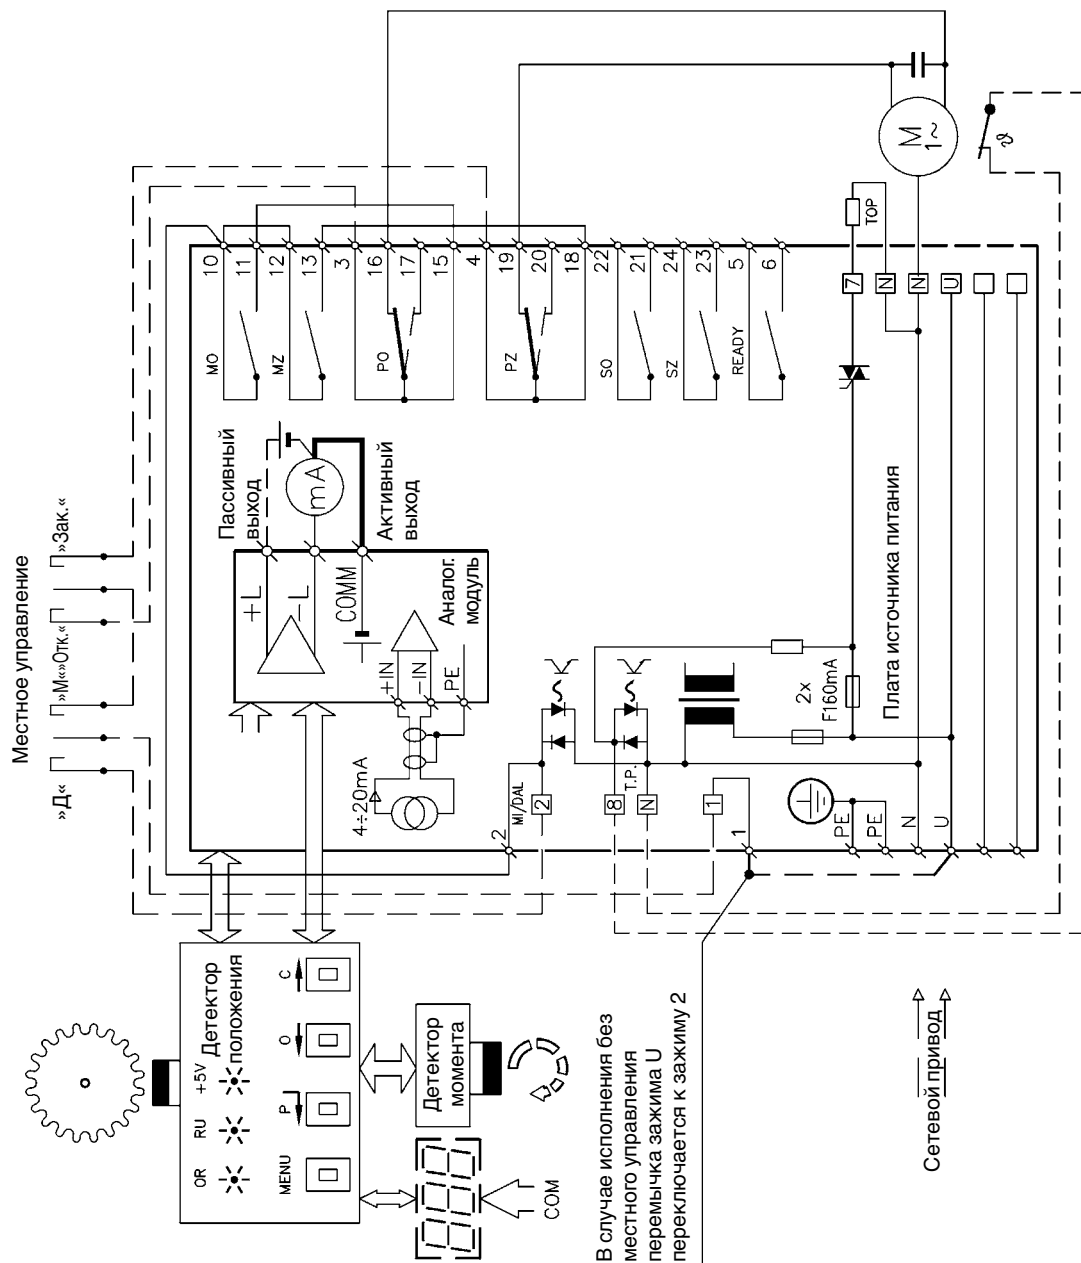 Местное управление
»Д«
»М«
»Отк.«
»Зак.«
10
11
12
13
3
16
17
15
4
19
20
18
22
21
24
23
5
6
MO
MZ
PO
PZ
SO
SZ
READY
M
1~
ϑ
TOP
7
N
N
U
Пассивный
выход
mA
Активный
выход
+L
-L
COMM
Аналог.
модуль
+IN
-IN
PE
4÷20mA
2
MI/DAL
2
8
T.P.
N
1
1
2x
F160mA
Плата источника питания
PE
PE
N
U
OR
RU
+5V
Детектор
положения
MENU
P
O
C
Детектор
момента
COM
В случае исполнения без
местного управления
перемычка зажима U
переключается к зажиму 2
Сетевой привод